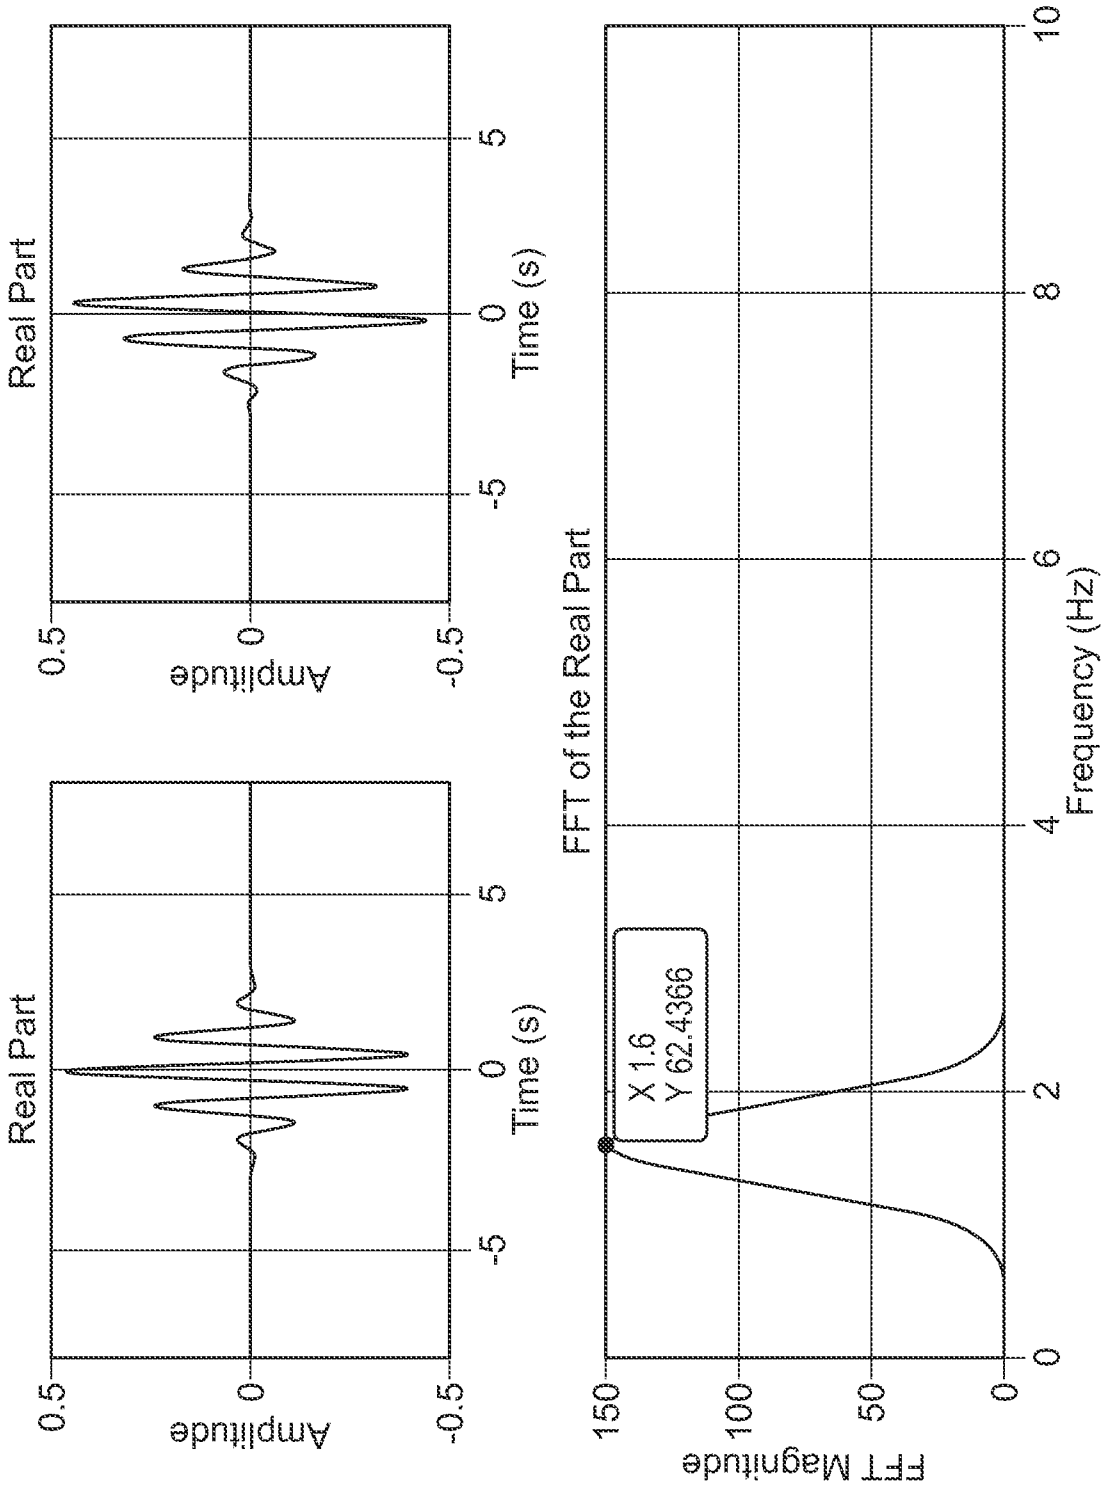 Real Part
0.5
0
-0.5
Amplitude
-5
0
5
Time (s)
Real Part
0.5
0
-0.5
Amplitude
-5
0
5
Time (s)
FFT of the Real Part
150
100
50
0
FFT Magnitude
X 1.6
Y 62.4366
0
2
4
6
8
10
Frequency (Hz)